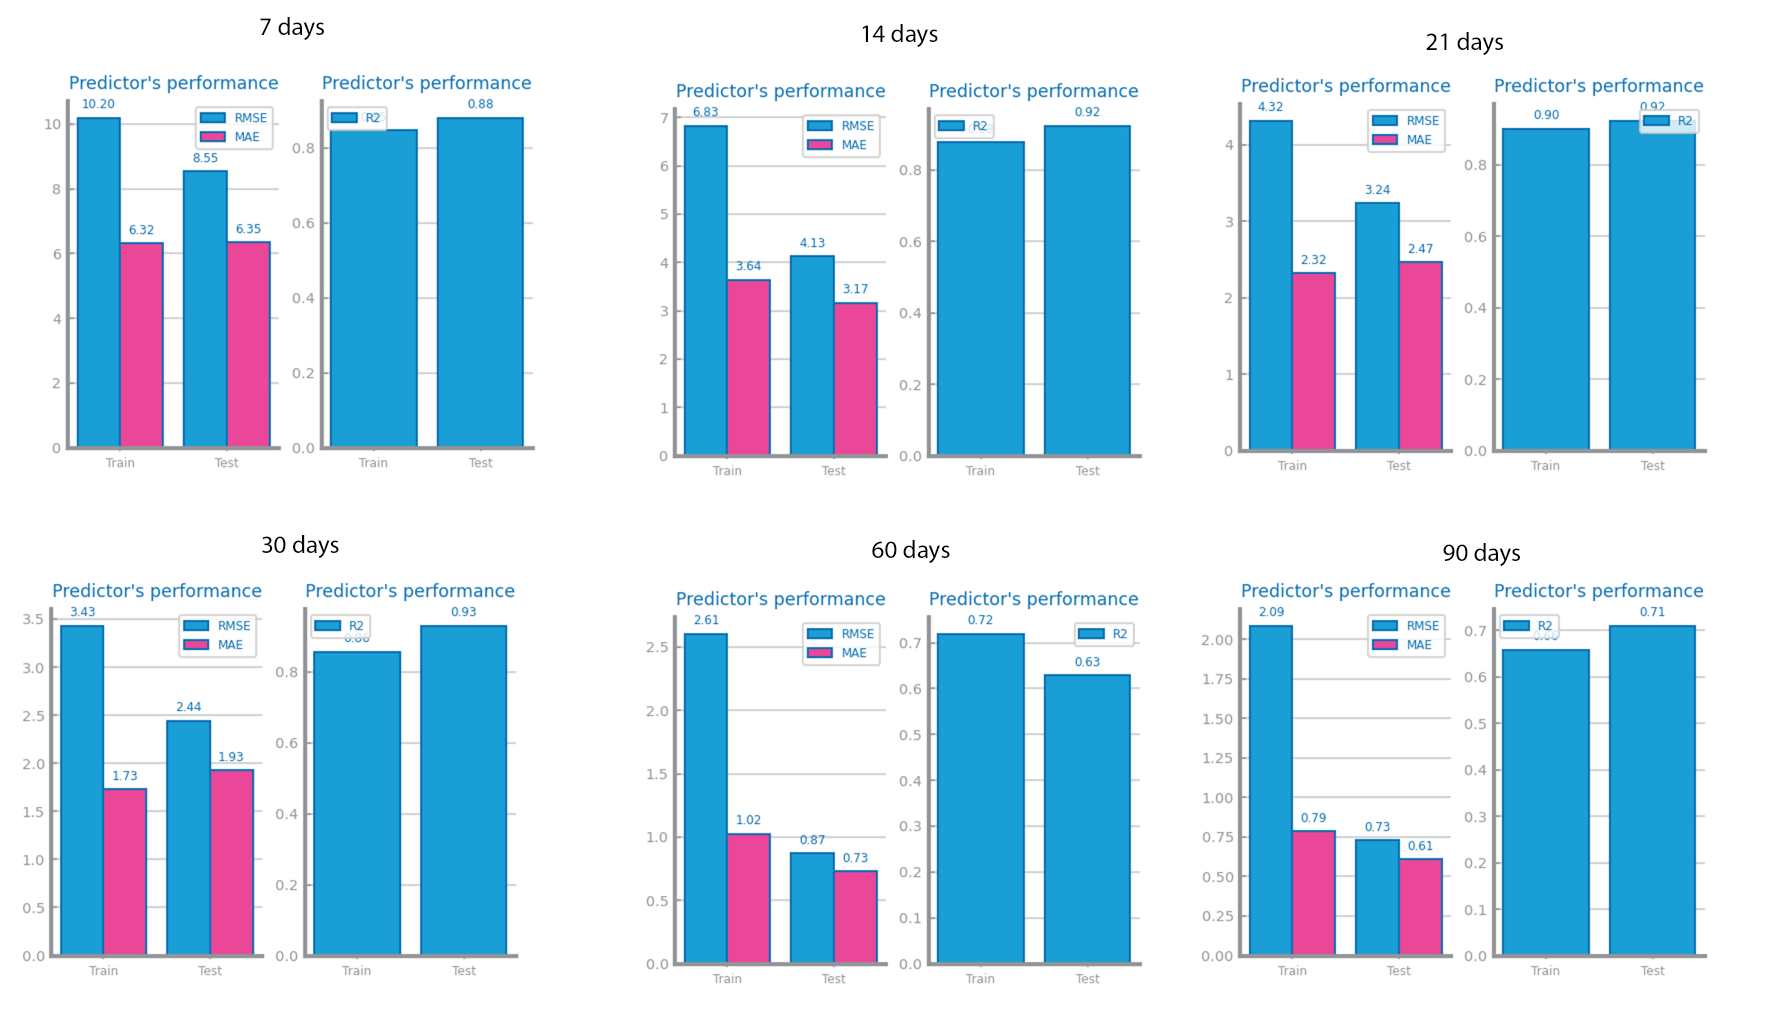 7 days
Predictor's performance
10.20
RMSE
MAE
10
8.55
8
6.32
6.35
6
4
2
0
Train
Test
Predictor's performance
0.88
R2
0.8
0.6
0.4
0.2
0.0
Train
Test
14 days
Predictor's performance
6.83
7
RMSE
MAE
6
5
4.13
4
3.64
3.17
3
2
1
0
Train
Test
Predictor's performance
0.92
R2
0.8
0.6
0.4
0.2
0.0
Train
Test
21 days
Predictor's performance
4.32
RMSE
MAE
4
3.24
3
2.32
2.47
2
1
0
Train
Test
Predictor's performance
0.92
0.90
R2
0.8
0.6
0.4
0.2
0.0
Train
Test
30 days
Predictor's performance
3.43
3.5
RMSE
MAE
3.0
2.44
2.5
2.0
1.93
1.73
1.5
1.0
0.5
0.0
Train
Test
Predictor's performance
0.93
R2
0.8
0.6
0.4
0.2
0.0
Train
Test
60 days
Predictor's performance
2.61
RMSE
MAE
2.5
2.0
1.5
1.02
1.0
0.87
0.73
0.5
0.0
Train
Test
Predictor's performance
0.72
R2
0.7
0.63
0.6
0.5
0.4
0.3
0.2
0.1
0.0
Train
Test
90 days
Predictor's performance
2.09
RMSE
MAE
2.00
1.75
1.50
1.25
1.00
0.79
0.73
0.75
0.61
0.50
0.25
0.00
Train
Test
Predictor's performance
0.71
R2
0.7
0.6
0.5
0.4
0.3
0.2
0.1
0.0
Train
Test